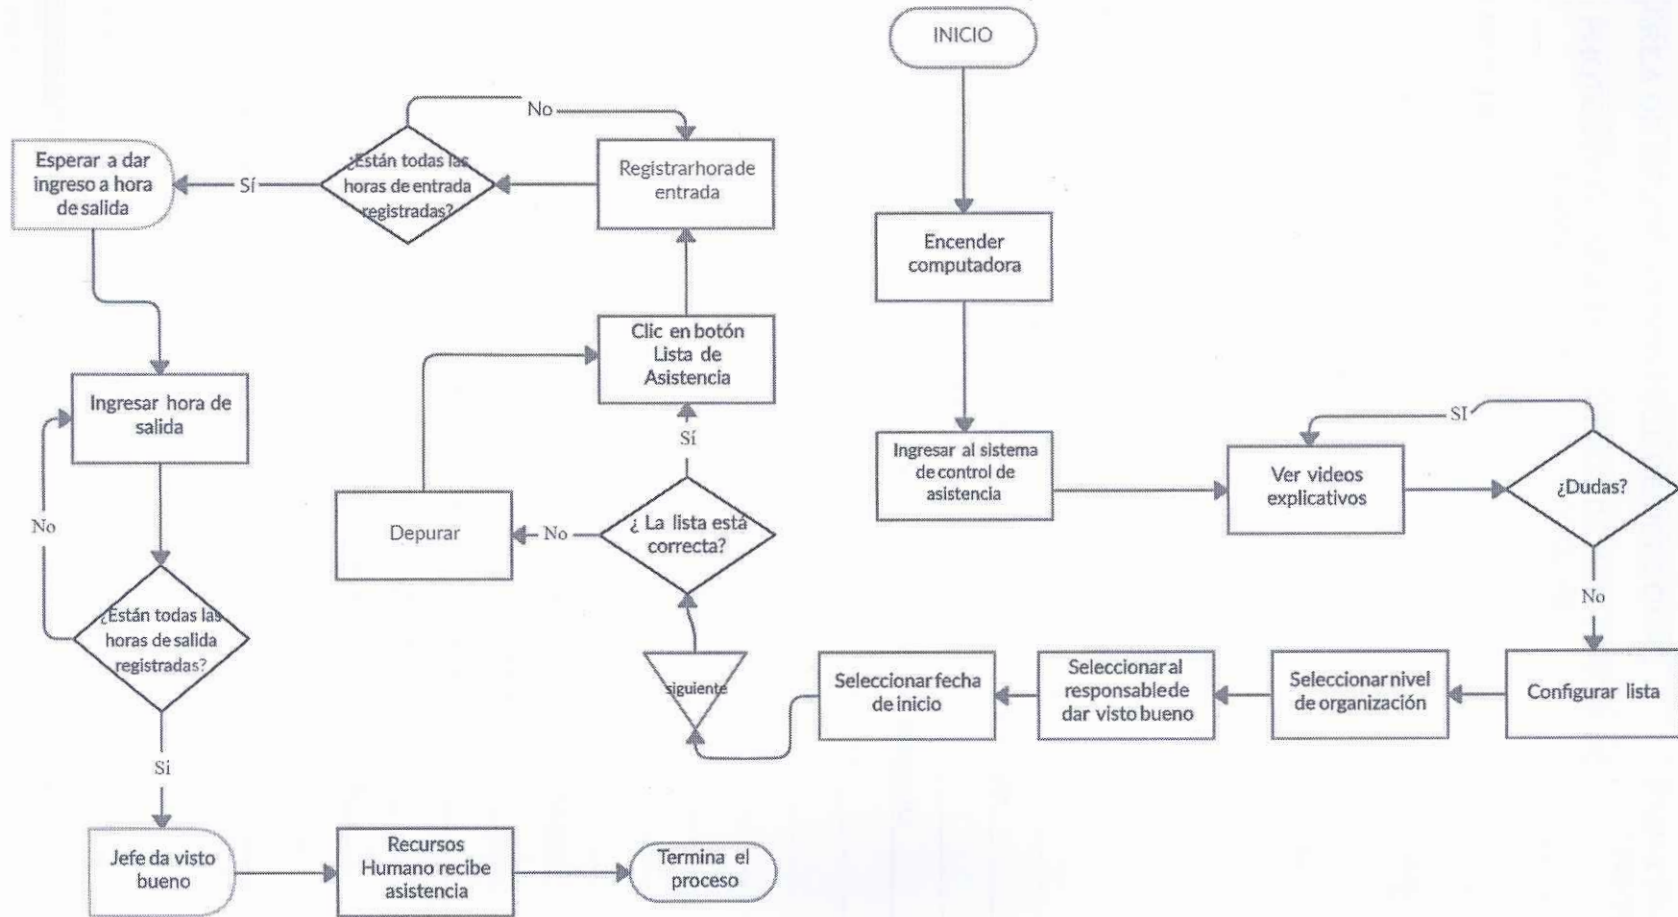 INICIO
Encender
computadora
Ingresar al sistema
de control de
asistencia
Ver videos
explicativos
SI
¿Dudas?
No
Configurar lista
Seleccionar nivel
de organización
Seleccionar al
responsable de
dar visto bueno
Seleccionar fecha
de inicio
siguiente
¿ La lista está
correcta?
No
Depurar
Sí
Clic en botón
Lista de
Asistencia
Registrar hora de
entrada
No
¿Están todas las
horas de entrada
registradas?
Sí
Esperar a dar
ingreso a hora
de salida
Ingresar hora de
salida
No
¿Están todas las
horas de salida
registradas?
Sí
Jefe da visto
bueno
Recursos
Humano recibe
asistencia
Termina el
proceso